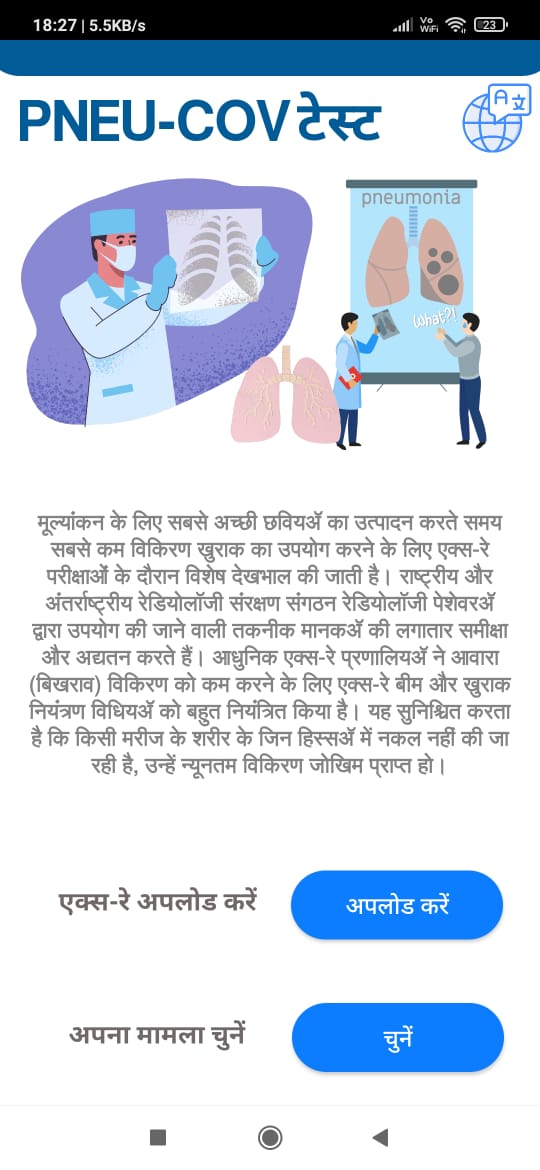 18:27 | 5.5KB/s
Vo
WiFi
23
PNEU-COV टेस्ट
A 文
pneumonia
What?!
मूल्यांकन के लिए सबसे अच्छी छवियअॅ का उत्पादन करते समय
सबसे कम विकिरण खुराक का उपयोग करने के लिए एक्स-रे
परीक्षाओं के दौरान विशेष देखभाल की जाती है। राष्ट्रीय और
अंतर्राष्ट्रीय रेडियोलॉजी संरक्षण संगठन रेडियोलॉजी पेशेवरअॅ
द्वारा उपयोग की जाने वाली तकनीक मानकअॅ की लगातार समीक्षा
और अद्यतन करते हैं। आधुनिक एक्स-रे प्रणालियअॅ ने आवारा
(बिखराव) विकिरण को कम करने के लिए एक्स-रे बीम और खुराक
नियंत्रण विधियअॅ को बहुत नियंत्रित किया है। यह सुनिश्चित करता
है कि किसी मरीज के शरीर के जिन हिस्सअॅ में नकल नहीं की जा
रही है, उन्हें न्यूनतम विकिरण जोखिम प्राप्त हो।
एक्स-रे अपलोड करें
अपलोड करें
अपना मामला चुनें
चुनें